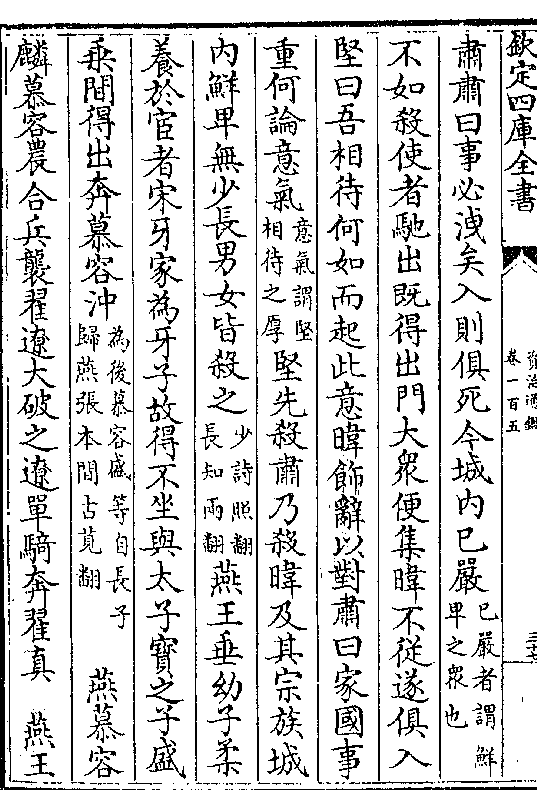 欽定四庫全書
資治通鑑
卷一百五
三十
肅肅曰事必洩矣入則俱死今城内已嚴已嚴者謂鮮卑之衆也
不如殺使者馳出既得出門大衆便集暐不從遂俱入
堅曰吾相待何如而起此意暐飾辭以對肅曰家國事
重何論意氣意氣謂堅相待之厚堅先殺肅乃殺暐及其宗族城
内鮮卑無少長男女皆殺之少詩照翻長知兩翻燕王垂幼子柔
養於宦者宋牙家為牙子故得不坐與太子寶之子盛
乗間得出奔慕容沖為後慕容盛等自長子歸燕張本間古莧翻燕慕容
麟慕容農合兵襲翟遼大破之遼單騎奔翟真燕王